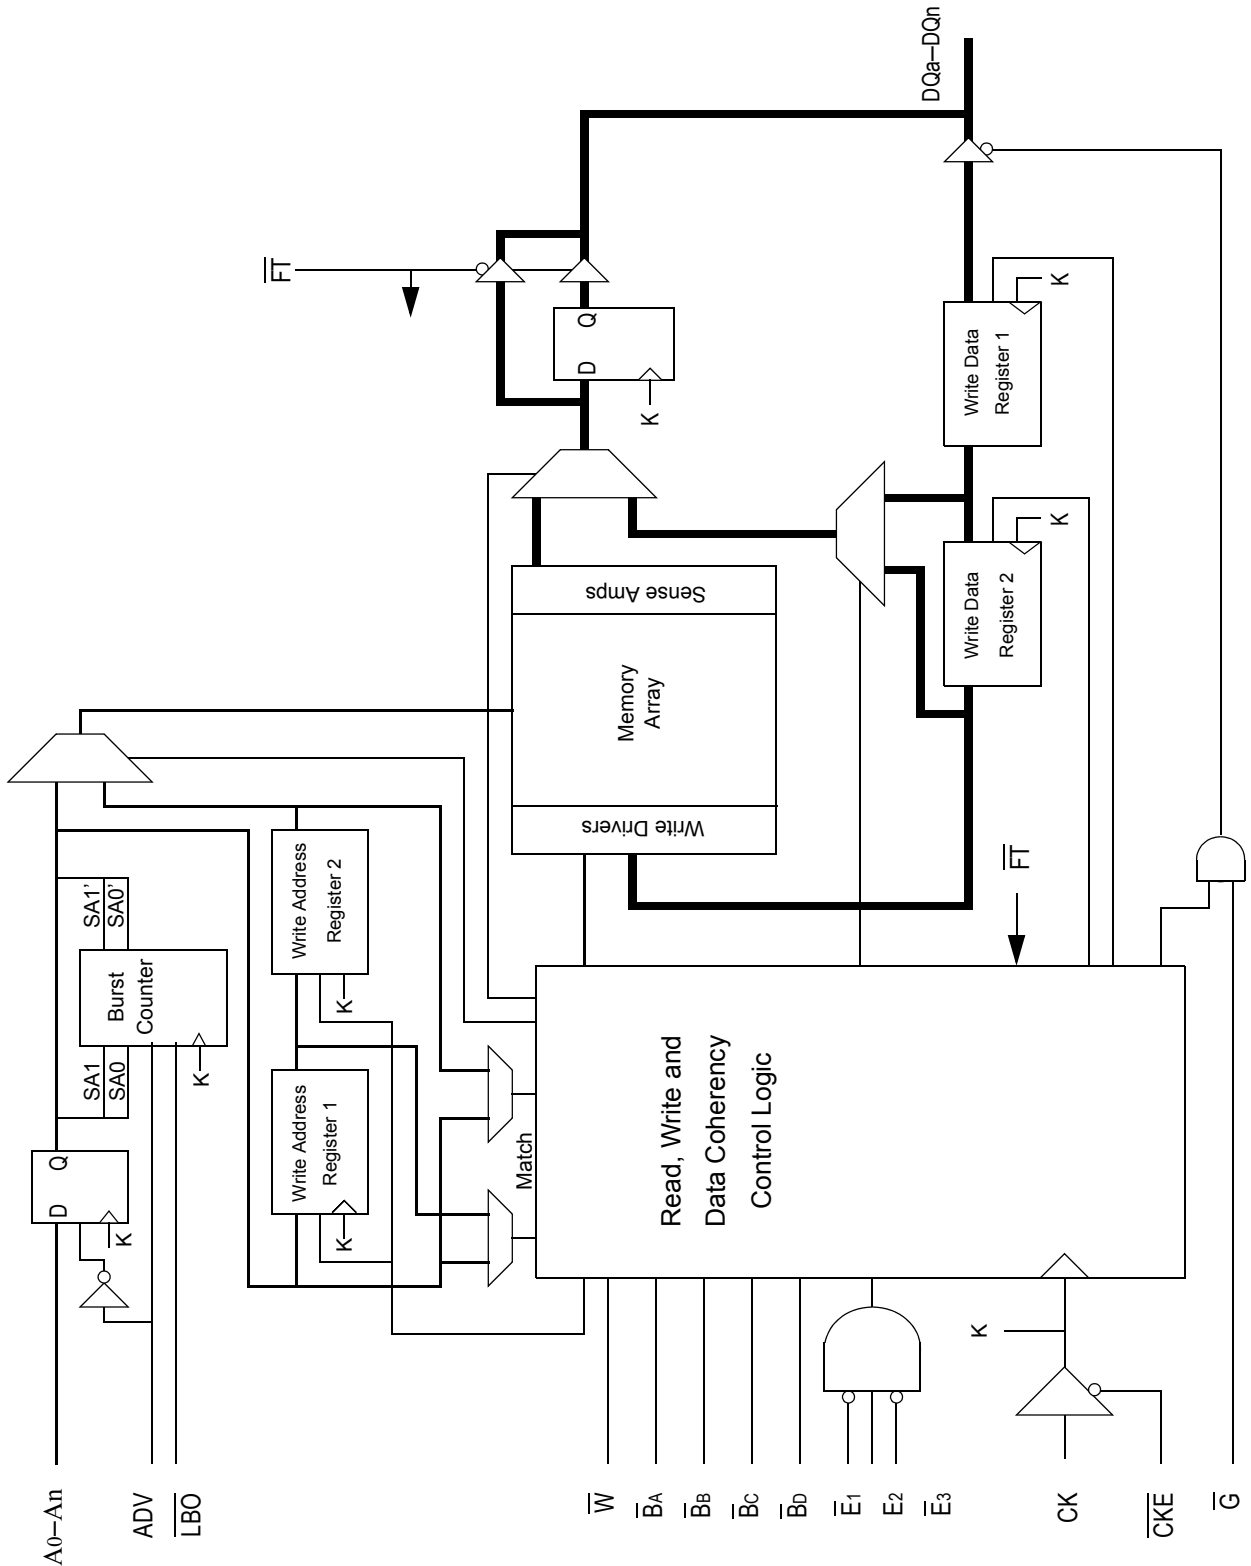 A0–An
ADV
LBO
W
BA
BB
BC
BD
E1
E2
E3
CK
CKE
G
D Q
K
SA1
SA0
Burst
Counter
K
SA1'
SA0'
Write Address
Register 1
K
Write Address
Register 2
K
Match
Read, Write and
Data Coherency
Control Logic
K
FT
Write Drivers
Memory
Array
Sense Amps
D Q
K
FT
Write Data
Register 2
K
Write Data
Register 1
K
DQa–DQn